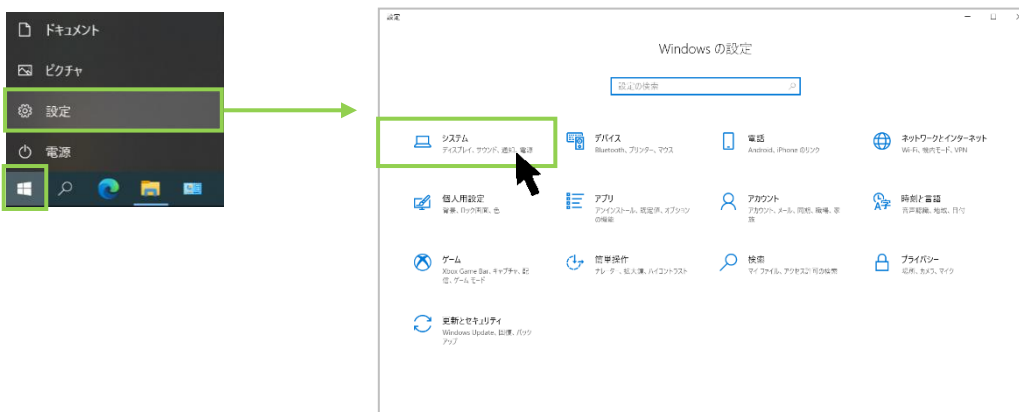 ドキュメント
ピクチャ
設定
電源
設定
Windows の設定
設定の検索
システム
ディスプレイ、サウンド、通知、電源
デバイス
Bluetooth、プリンター、マウス
電話
Android、iPhone のリンク
ネットワークとインターネット
Wi-Fi、機内モード、VPN
個人用設定
背景、ロック画面、色
アプリ
アンインストール、既定値、オプション
の機能
アカウント
アカウント、メール、同期、職場、家
族
時刻と言語
音声認識、地域、日付
ゲーム
Xbox Game Bar、キャプチャ、配
信、ゲーム モード
簡単操作
ナレーター、拡大鏡、ハイコントラスト
検索
マイ ファイル、アクセス許可の検索
プライバシー
場所、カメラ、マイク
更新とセキュリティ
Windows Update、回復、バック
アップ